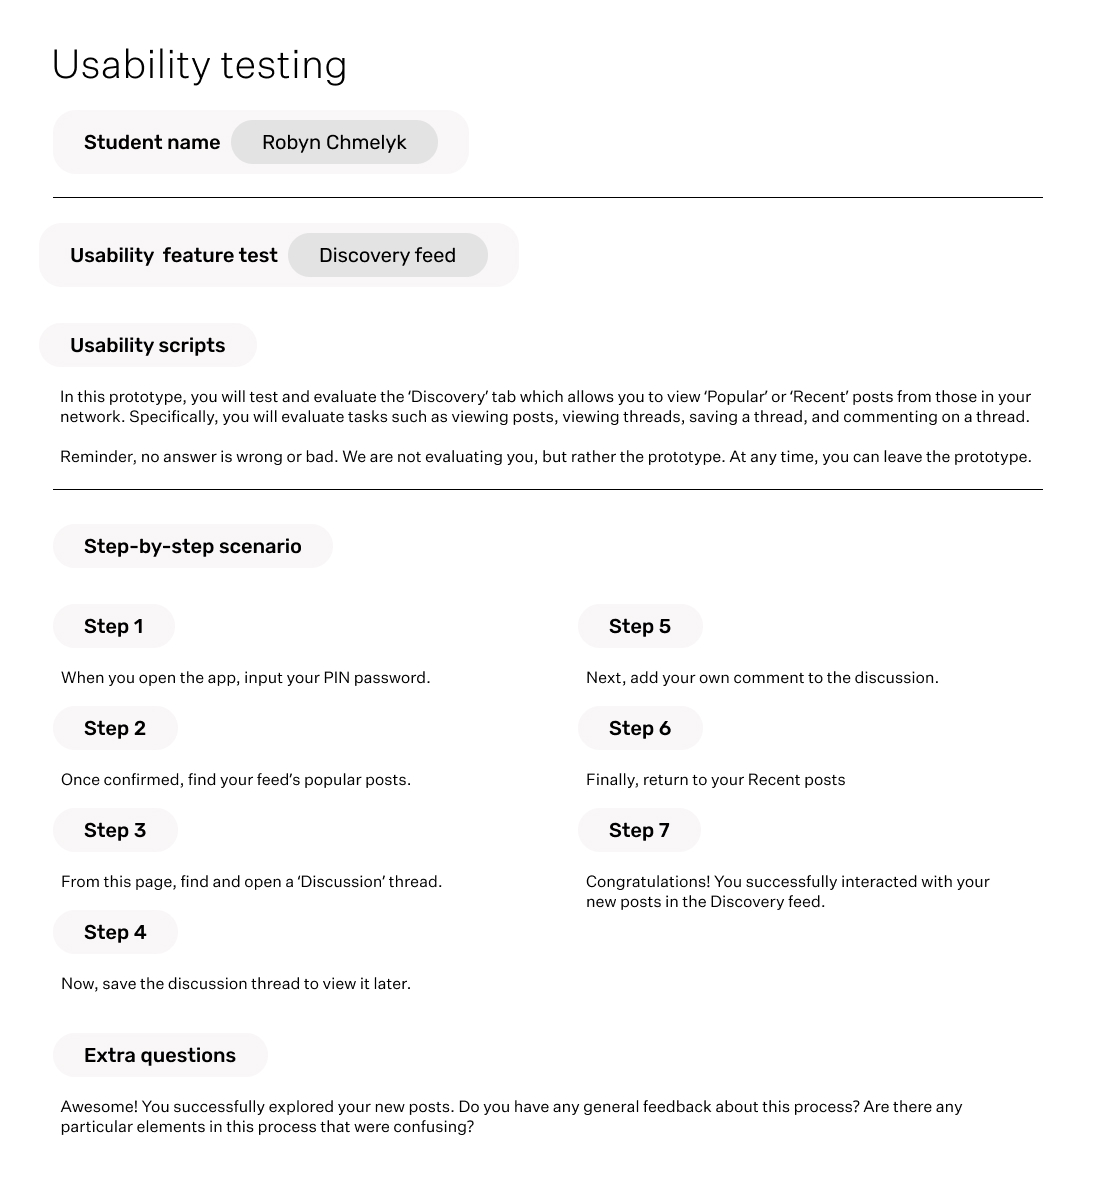 Usability testing
Student name Robyn Chmelyk
Usability feature test Discovery feed
Usability scripts
In this prototype, you will test and evaluate the ‘Discovery’ tab which allows you to view ‘Popular’ or ‘Recent’ posts from those in your
network. Specifically, you will evaluate tasks such as viewing posts, viewing threads, saving a thread, and commenting on a thread.
Reminder, no answer is wrong or bad. We are not evaluating you, but rather the prototype. At any time, you can leave the prototype.
Step-by-step scenario
Step 1
When you open the app, input your PIN password.
Step 2
Once confirmed, find your feed’s popular posts.
Step 3
From this page, find and open a ‘Discussion’ thread.
Step 4
Now, save the discussion thread to view it later.
Step 5
Next, add your own comment to the discussion.
Step 6
Finally, return to your Recent posts
Step 7
Congratulations! You successfully interacted with your
new posts in the Discovery feed.
Extra questions
Awesome! You successfully explored your new posts. Do you have any general feedback about this process? Are there any
particular elements in this process that were confusing?